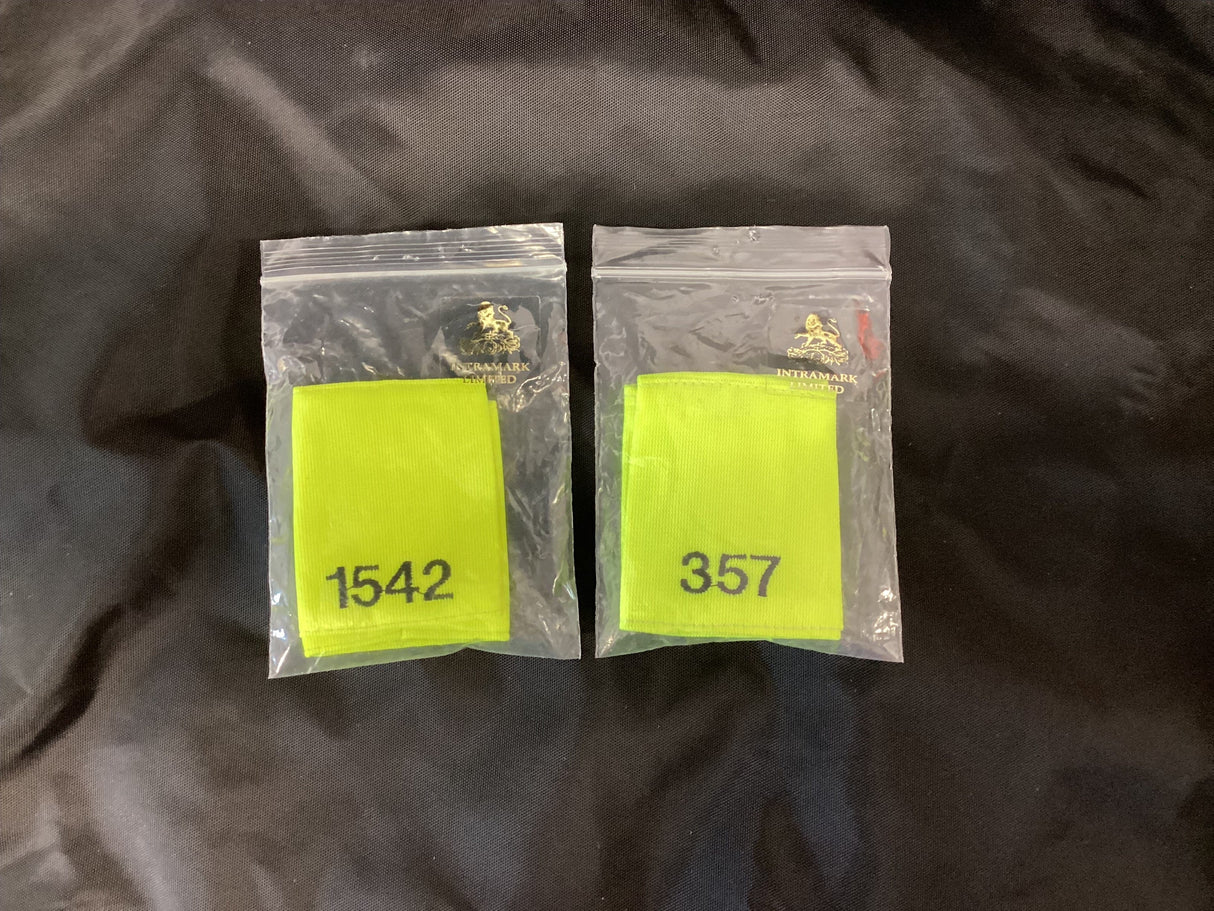 INTRAMARK
LIMITED
1542
INTRAMARK
LIMITED
357